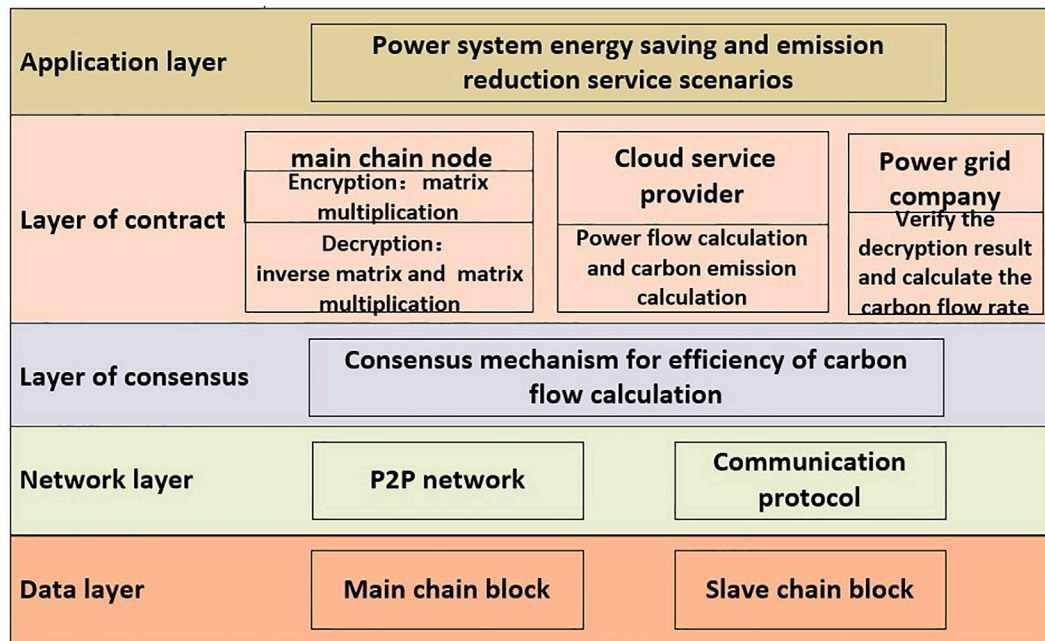 Application layer
Power system energy saving and emission
reduction service scenarios
Layer of contract
main chain node
Encryption：matrix
multiplication
Decryption：
inverse matrix and matrix
multiplication
Cloud service
provider
Power flow calculation
and carbon emission
calculation
Power grid
company
Verify the
decryption result
and calculate the
carbon flow rate
Layer of consensus
Consensus mechanism for efficiency of carbon
flow calculation
Network layer
P2P network
Communication
protocol
Data layer
Main chain block
Slave chain block